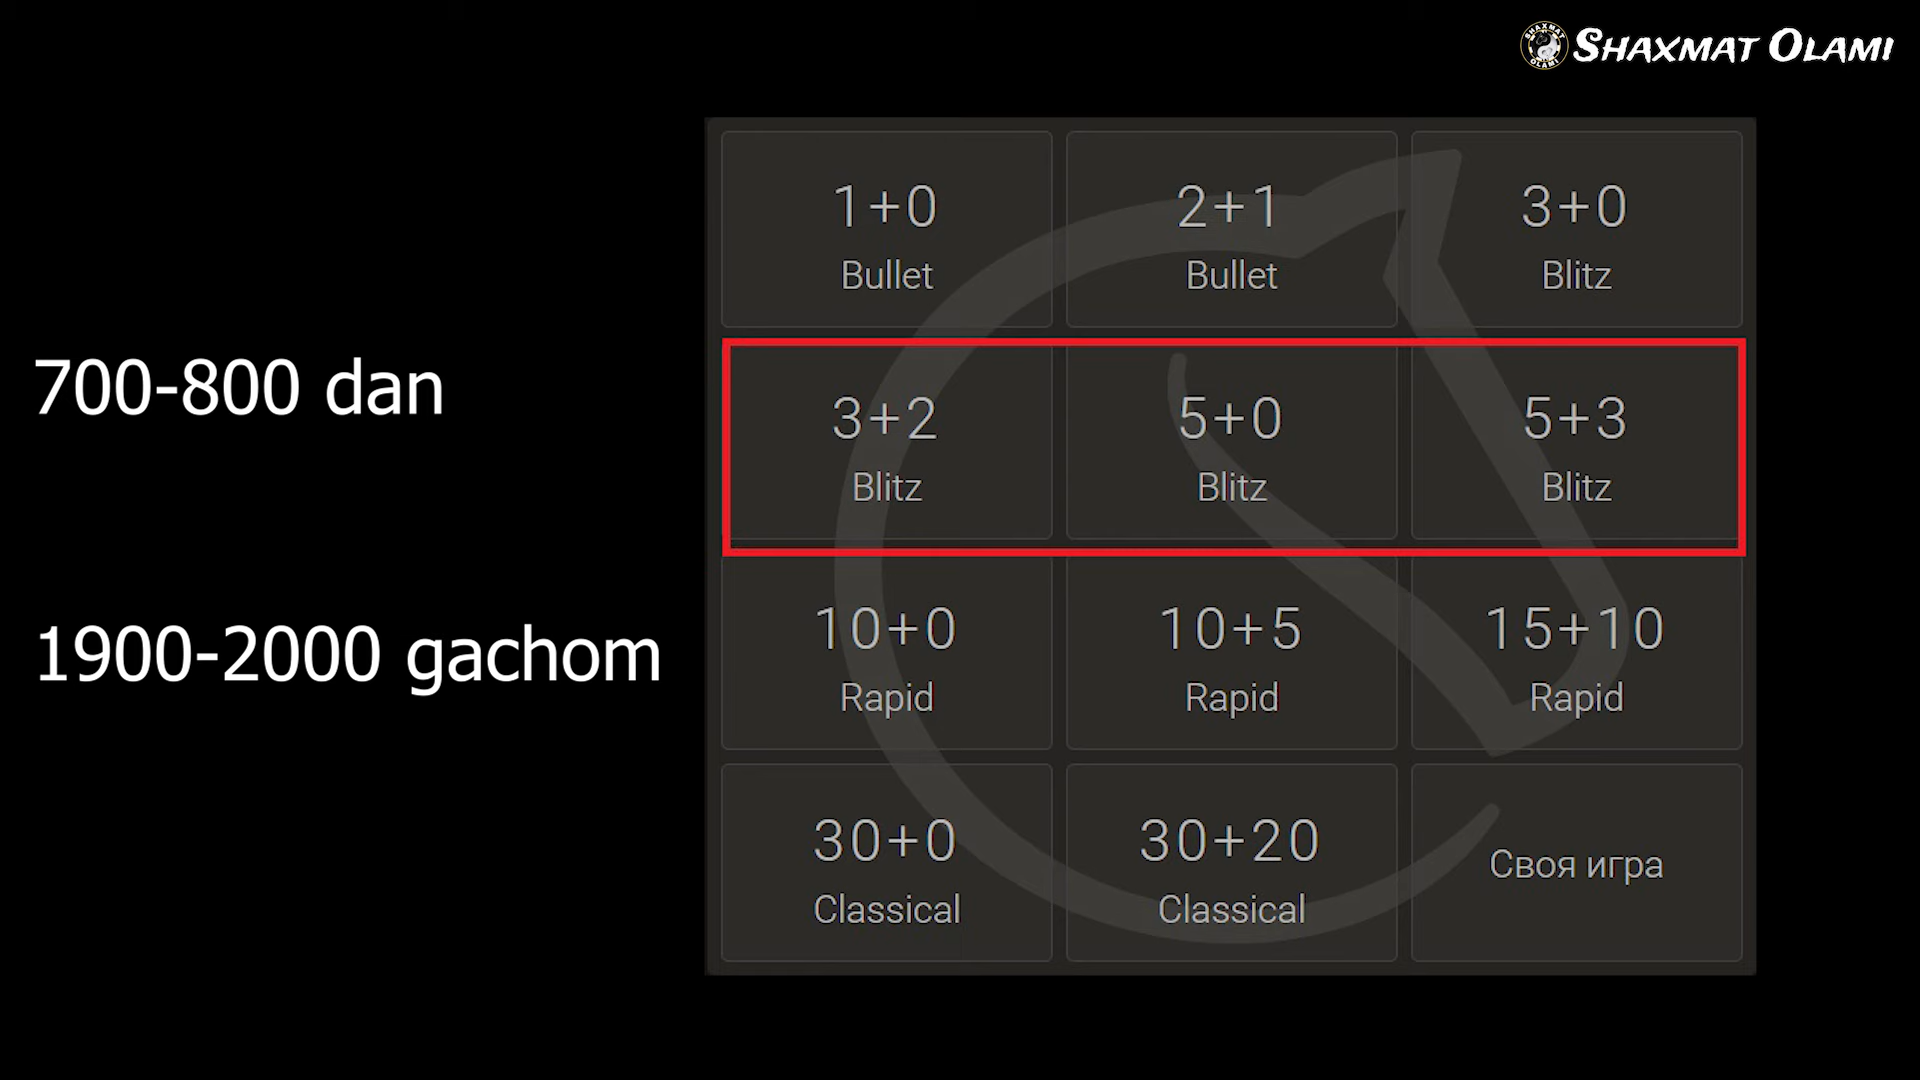 SHAXMAT OLAMI
SHAXMAT
OLAMI
700-800 dan
1900-2000 gachom
1+0
Bullet
2+1
Bullet
3+0
Blitz
3+2
Blitz
5+0
Blitz
5+3
Blitz
10+0
Rapid
10+5
Rapid
15+10
Rapid
30+0
Classical
30+20
Classical
Своя игра